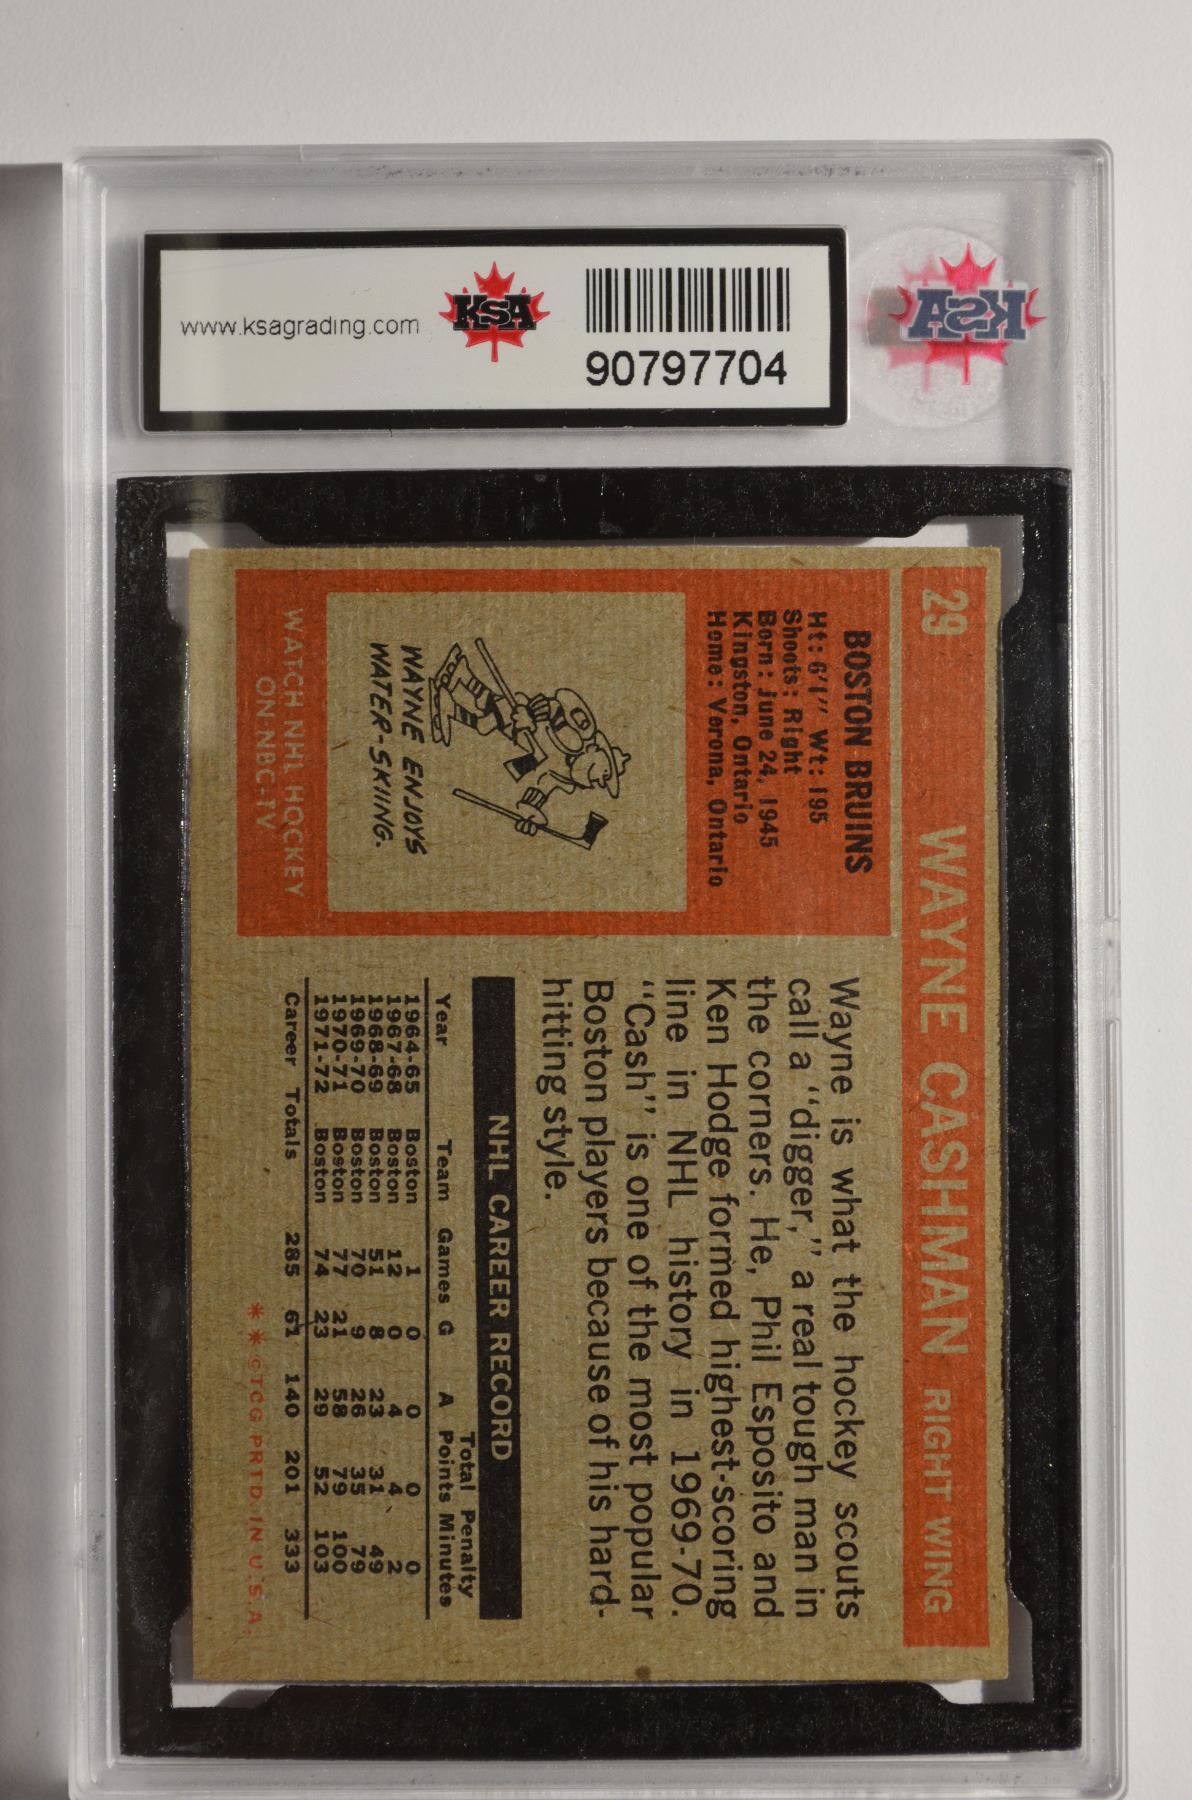 www.ksagrading.com
KSA
90797704
KSA
29 WAYNE CASHMAN RIGHT WING
BOSTON BRUINS
Ht: 6'1" Wt: 195
Shoots: Right
Born: June 24, 1945
Kingston, Ontario
Home: Verona, Ontario
WAYNE ENJOYS
WATER-SKIING.
WATCH NHL HOCKEY
ON NBC-TV
Wayne is what the hockey scouts
call a "digger," a real tough man in
the corners. He, Phil Esposito and
Ken Hodge formed highest-scoring
line in NHL history in 1969-70.
"Cash" is one of the most popular
Boston players because of his hard-
hitting style.
NHL CAREER RECORD
Total Penalty
Year Team Games G A Points Minutes
1964-65 Boston 1 0 0 0 0
1967-68 Boston 12 0 4 4 2
1968-69 Boston 51 8 23 31 49
1969-70 Boston 70 9 26 35 79
1970-71 Boston 77 21 58 79 100
1971-72 Boston 74 23 29 52 103
Career Totals 285 61 140 201 333
* * © T.C.G. PRTD. IN U.S.A.